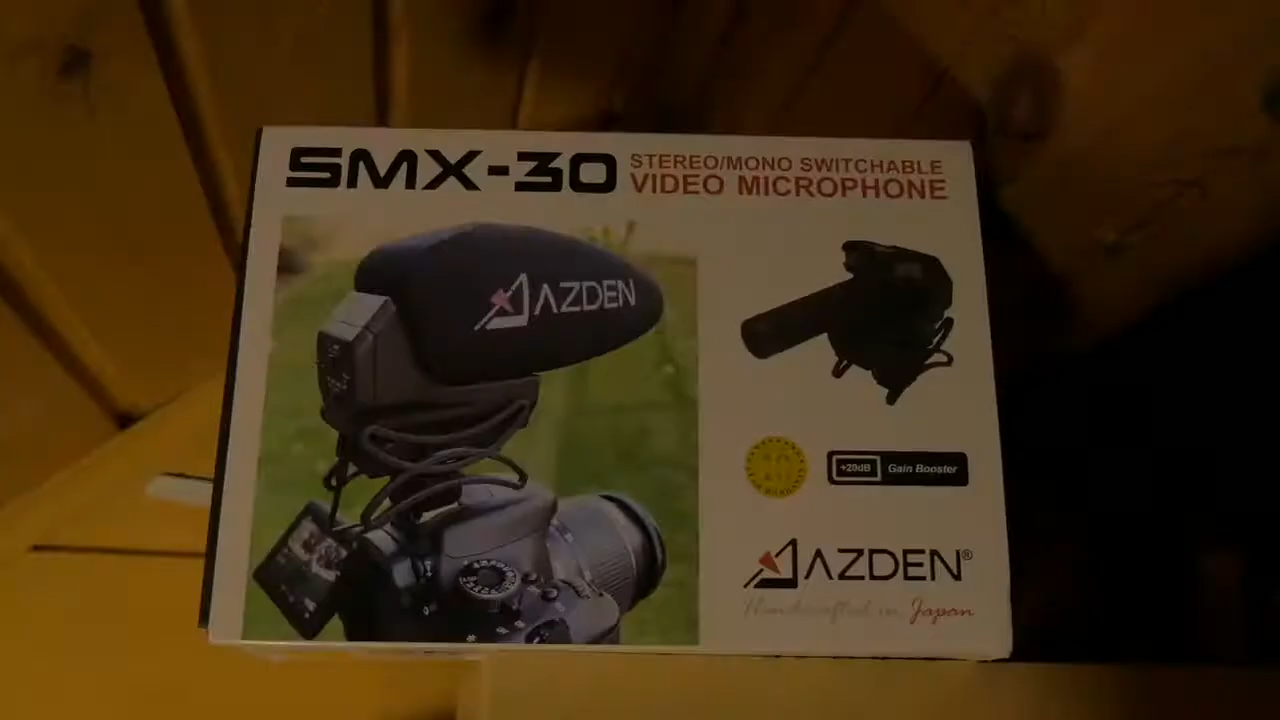 SMX-30
STEREO/MONO SWITCHABLE
VIDEO MICROPHONE
AZDEN
+20dB Gain Booster
AZDEN®
Handcrafted in Japan